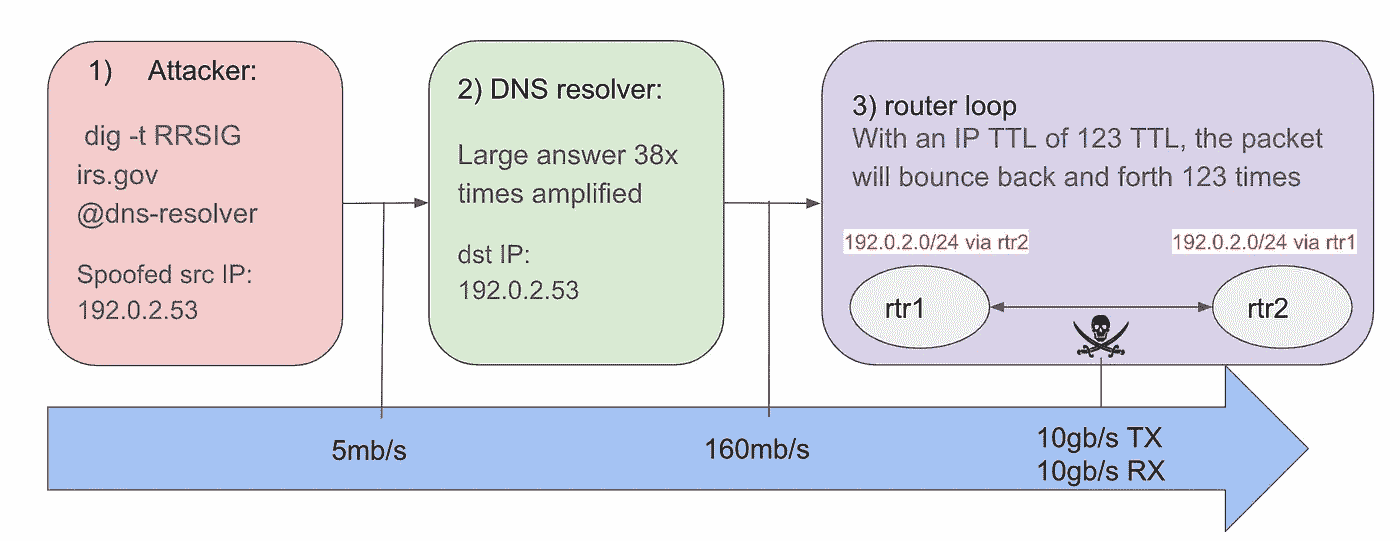 1) Attacker:
dig -t RRSIG
irs.gov
@dns-resolver
Spoofed src IP:
192.0.2.53
2) DNS resolver:
Large answer 38x
times amplified
dst IP:
192.0.2.53
3) router loop
With an IP TTL of 123 TTL, the packet
will bounce back and forth 123 times
192.0.2.0/24 via rtr2
192.0.2.0/24 via rtr1
rtr1
rtr2
5mb/s
160mb/s
10gb/s TX
10gb/s RX